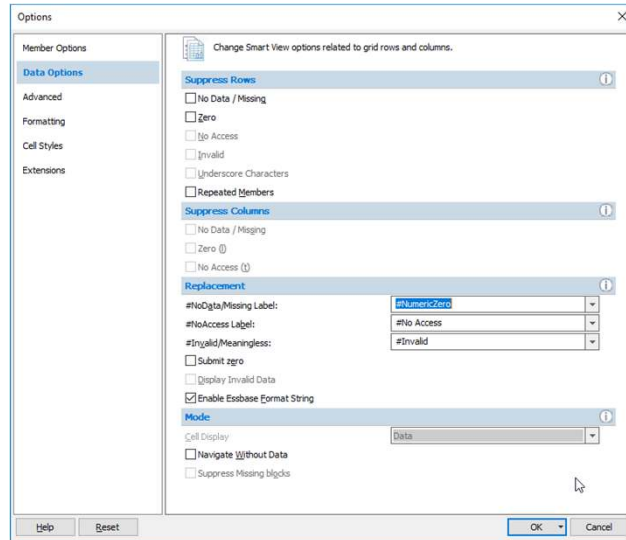 Options
Member Options
Data Options
Advanced
Formatting
Cell Styles
Extensions
Change Smart View options related to grid rows and columns.
Suppress Rows
No Data / Missing
Zero
No Access
Invalid
Underscore Characters
Repeated Members
Suppress Columns
No Data / Missing
Zero (l)
No Access (t)
Replacement
#NoData/Missing Label: #NumericZero
#NoAccess Label: #No Access
#Invalid/Meaningless: #Invalid
Submit zero
Display Invalid Data
Enable Essbase Format String
Mode
Cell Display Data
Navigate Without Data
Suppress Missing blocks
Help Reset OK Cancel